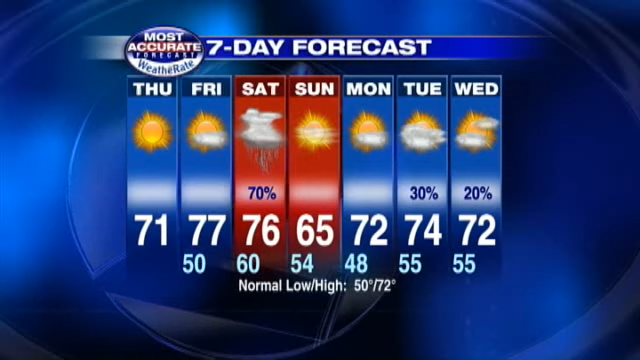 MOST
ACCURATE
FORECAST
WeatheRate
7-DAY FORECAST
THU FRI SAT SUN MON TUE WED
70% 30% 20%
71 77 76 65 72 74 72
50 60 54 48 55 55
Normal Low/High: 50°/72°